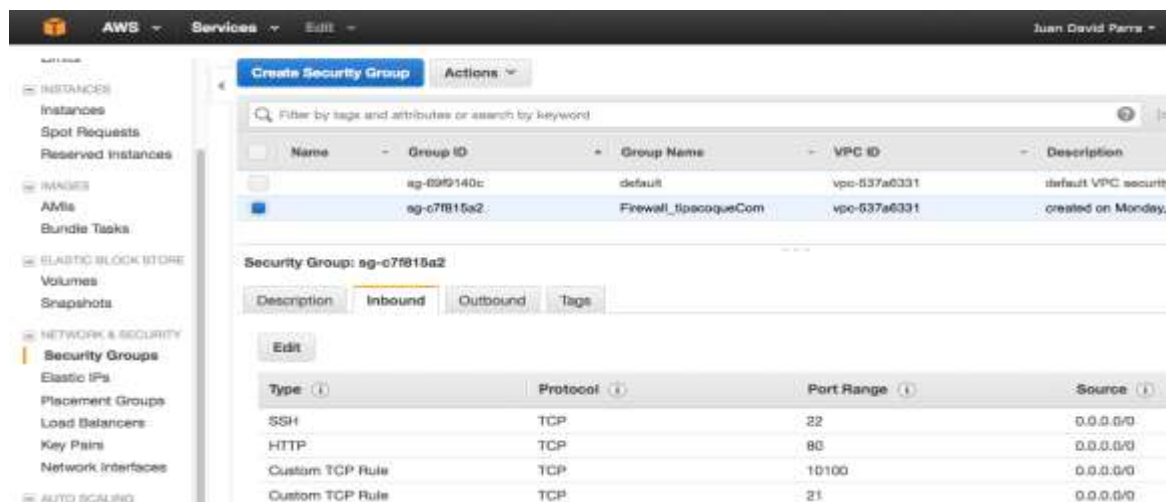 AWS Services Edit Juan David Parra
INSTANCES
Instances
Spot Requests
Reserved Instances
IMAGES
AMIs
Bundle Tasks
ELASTIC BLOCK STORE
Volumes
Snapshots
NETWORK & SECURITY
Security Groups
Elastic IPs
Placement Groups
Load Balancers
Key Pairs
Network Interfaces
AUTO SCALING
Create Security Group Actions
Filter by tags and attributes or search by keyword
Name Group ID Group Name VPC ID Description
sg-69f9140c default vpc-537a6331 default VPC securit
sg-c7f815a2 Firewall_tipacoqueCom vpc-537a6331 created on Monday,
Security Group: sg-c7f815a2
Description Inbound Outbound Tags
Edit
Type Protocol Port Range Source
SSH TCP 22 0.0.0.0/0
HTTP TCP 80 0.0.0.0/0
Custom TCP Rule TCP 10100 0.0.0.0/0
Custom TCP Rule TCP 21 0.0.0.0/0